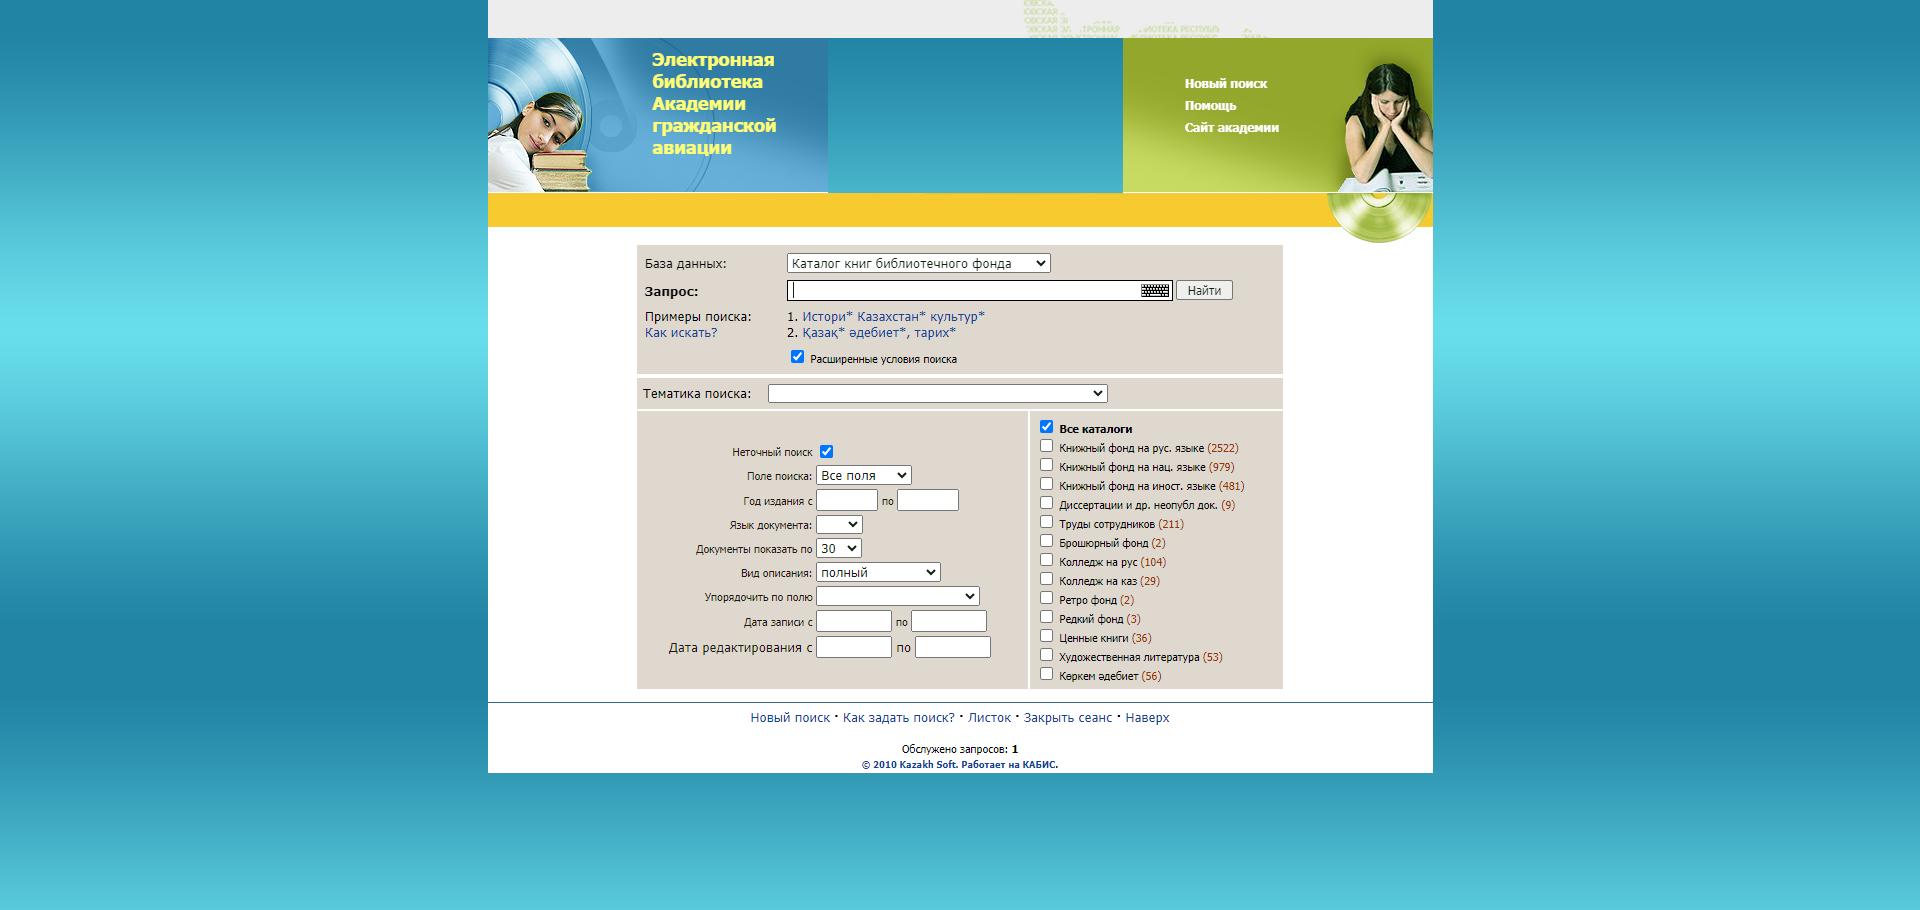 Электронная
библиотека
Академии
гражданской
авиации
Новый поиск
Помощь
Сайт академии
База данных: Каталог книг библиотечного фонда
Запрос: Найти
Примеры поиска: 1. Истори* Казахстан* культур*
Как искать? 2. Қазақ* әдебиет*, тарих*
Расширенные условия поиска
Тематика поиска:
Неточный поиск
Поле поиска: Все поля
Год издания с по
Язык документа:
Документы показать по 30
Вид описания: полный
Упорядочить по полю
Дата записи с по
Дата редактирования с по
Все каталоги
Книжный фонд на рус. языке (2522)
Книжный фонд на нац. языке (979)
Книжный фонд на иност. языке (481)
Диссертации и др. неопубл док. (9)
Труды сотрудников (211)
Брошюрный фонд (2)
Колледж на рус (104)
Колледж на каз (29)
Ретро фонд (2)
Редкий фонд (3)
Ценные книги (36)
Художественная литература (53)
Көркем әдебиет (56)
Новый поиск · Как задать поиск? · Листок · Закрыть сеанс · Наверх
Обслужено запросов: 1
© 2010 Kazakh Soft. Работает на КАБИС.